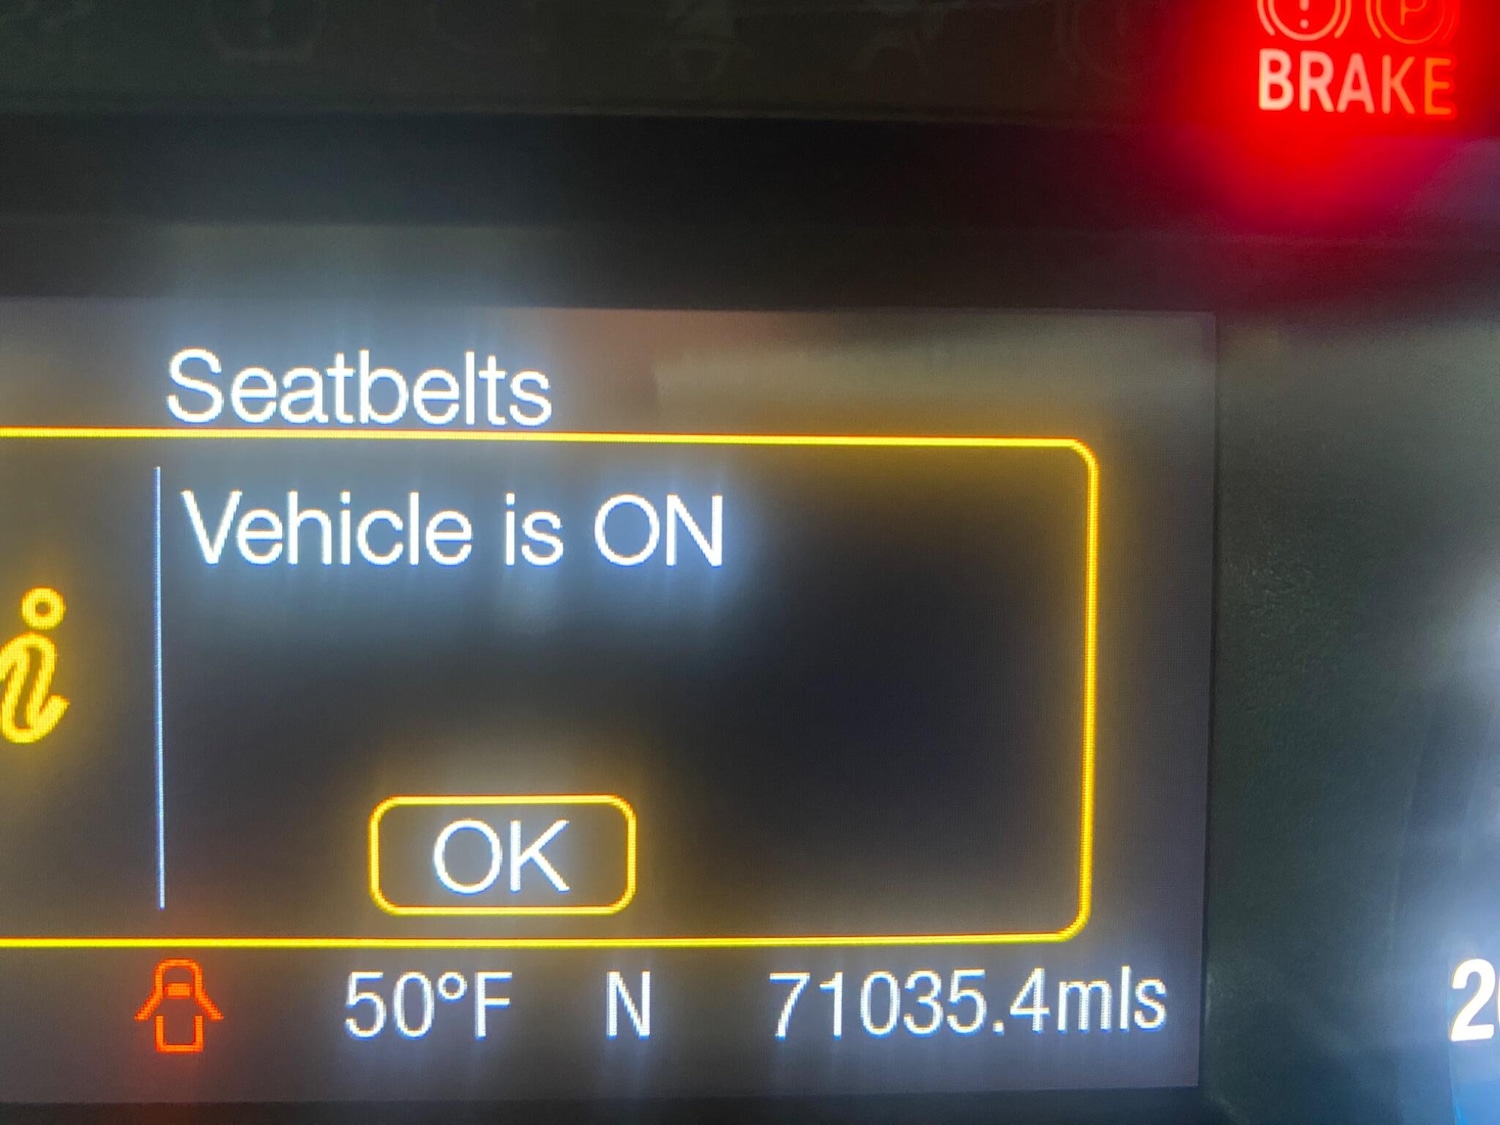 BRAKE
Seatbelts
Vehicle is ON
OK
50°F N 71035.4mls